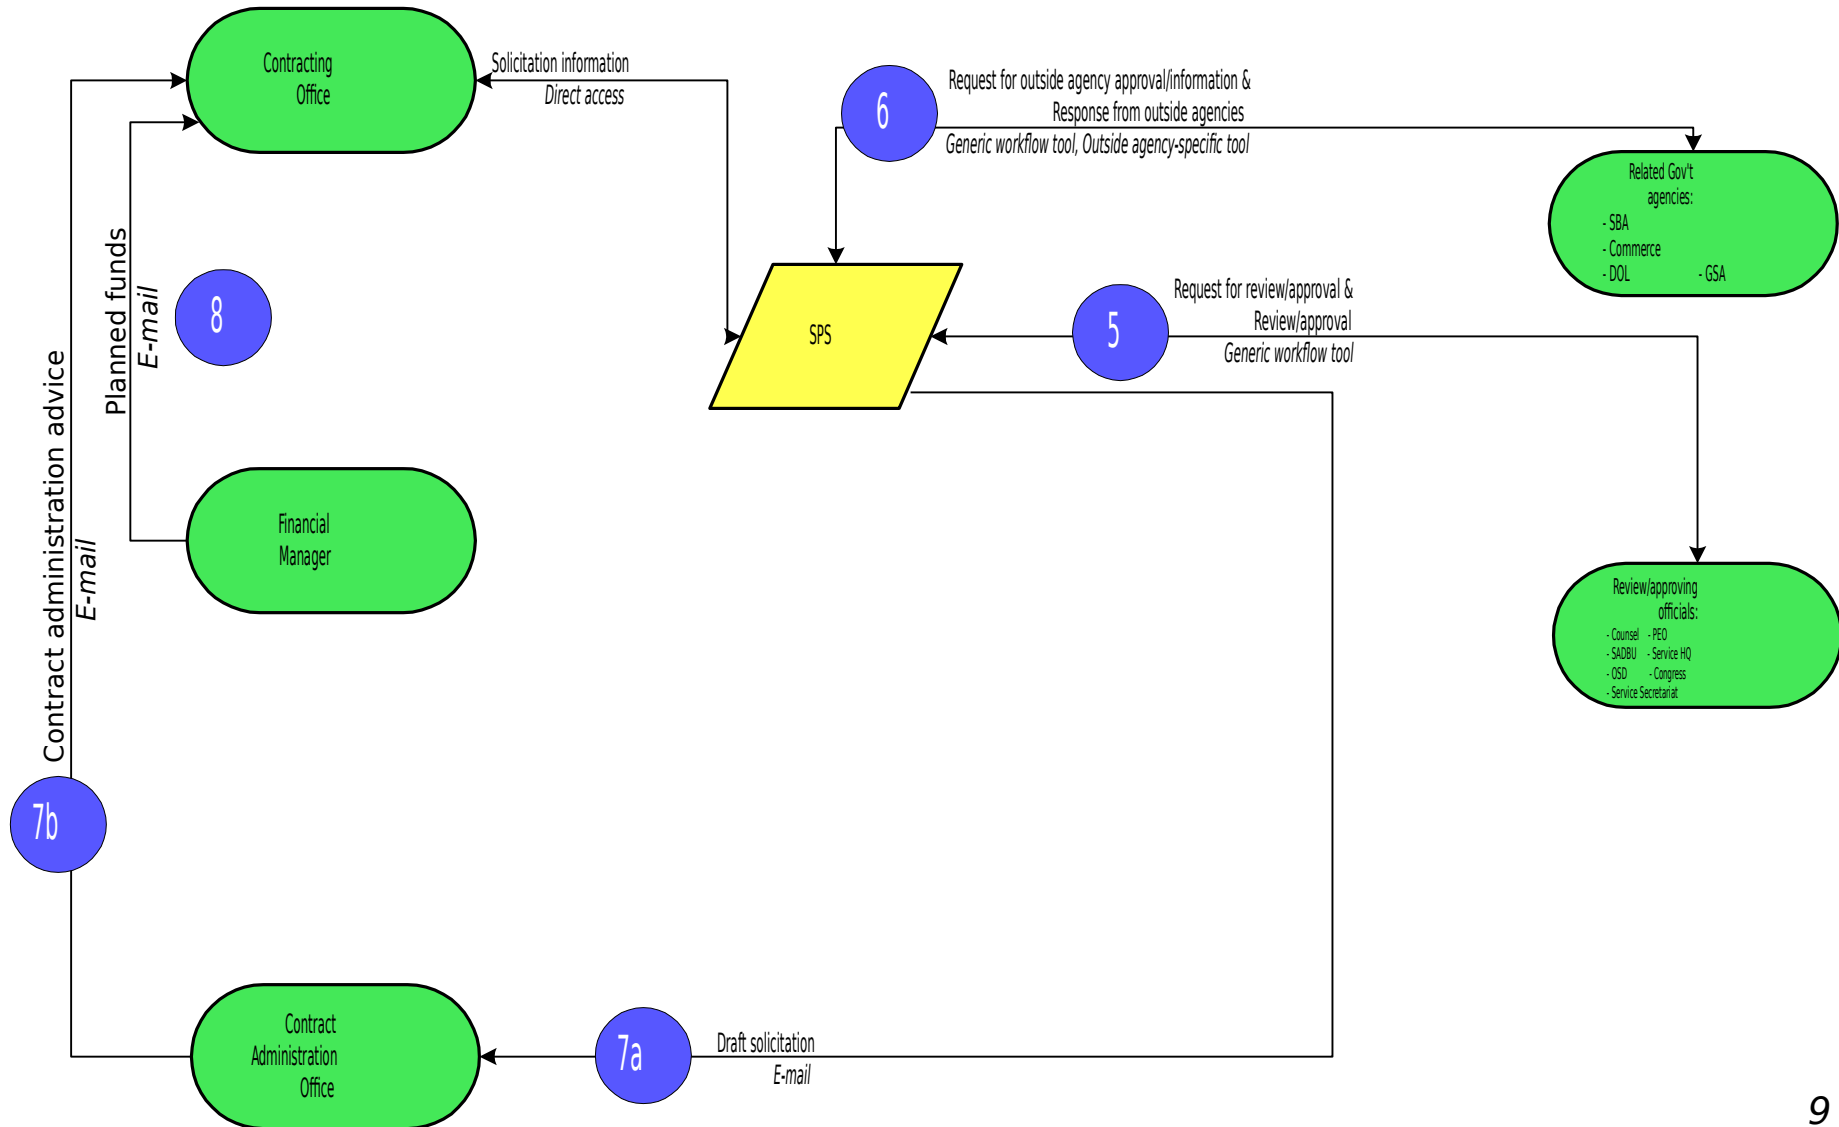 Contracting
Office
Solicitation information
Direct access
6
Request for outside agency approval/information &
Response from outside agencies
Generic workflow tool, Outside agency-specific tool
Related Gov't
agencies:
- SBA
- Commerce
- DOL - GSA
Planned funds
E-mail
8
SPS
5
Request for review/approval &
Review/approval
Generic workflow tool
Contract administration advice
E-mail
Financial
Manager
Review/approving
officials:
- Counsel - PEO
- SADBU - Service HQ
- OSD - Congress
- Service Secretariat
7b
Contract
Administration
Office
7a
Draft solicitation
E-mail
9